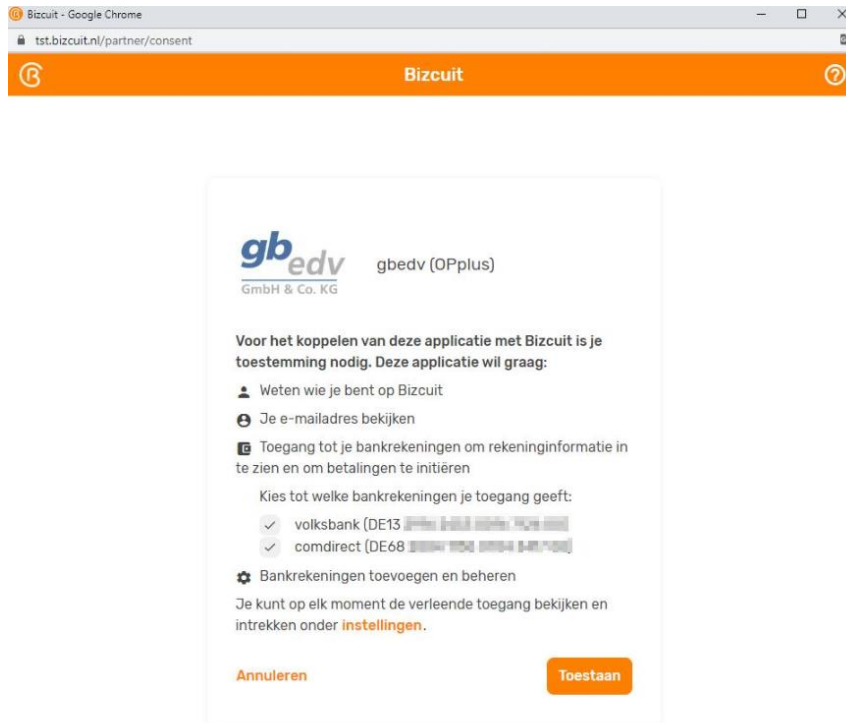 Bizcuit - Google Chrome
tst.bizcuit.nl/partner/consent
Bizcuit
gb
edv
GmbH & Co. KG
gbedv (OPplus)
Voor het koppelen van deze applicatie met Bizcuit is je
toestemming nodig. Deze applicatie wil graag:
Weten wie je bent op Bizcuit
Je e-mailadres bekijken
Toegang tot je bankrekeningen om rekeninginformatie in
te zien en om betalingen te initiëren
Kies tot welke bankrekeningen je toegang geeft:
volksbank (DE13
comdirect (DE68
Bankrekeningen toevoegen en beheren
Je kunt op elk moment de verleende toegang bekijken en
intrekken onder instellingen.
Annuleren
Toestaan